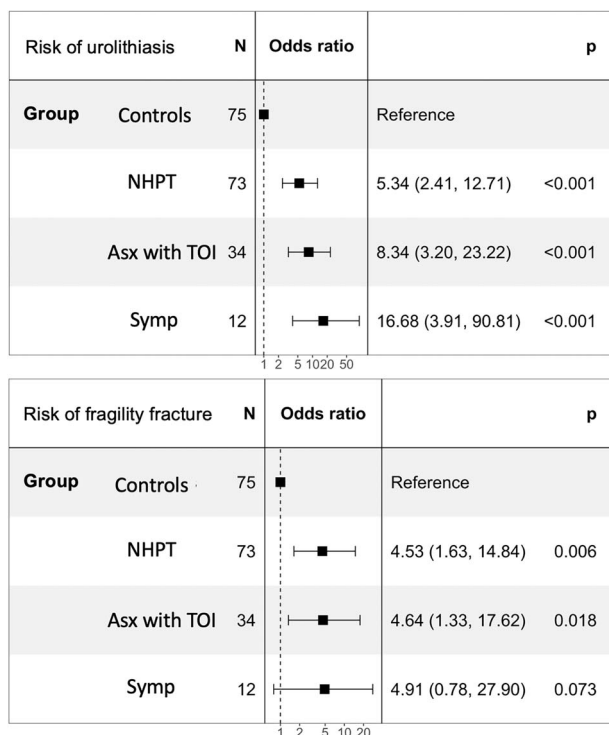 Risk of urolithiasis N Odds ratio p
Group Controls 75 Reference
NHPT 73 5.34 (2.41, 12.71) <0.001
Asx with TOI 34 8.34 (3.20, 23.22) <0.001
Symp 12 16.68 (3.91, 90.81) <0.001
1 2 5 10 20 50
Risk of fragility fracture N Odds ratio p
Group Controls 75 Reference
NHPT 73 4.53 (1.63, 14.84) 0.006
Asx with TOI 34 4.64 (1.33, 17.62) 0.018
Symp 12 4.91 (0.78, 27.90) 0.073
1 2 5 10 20